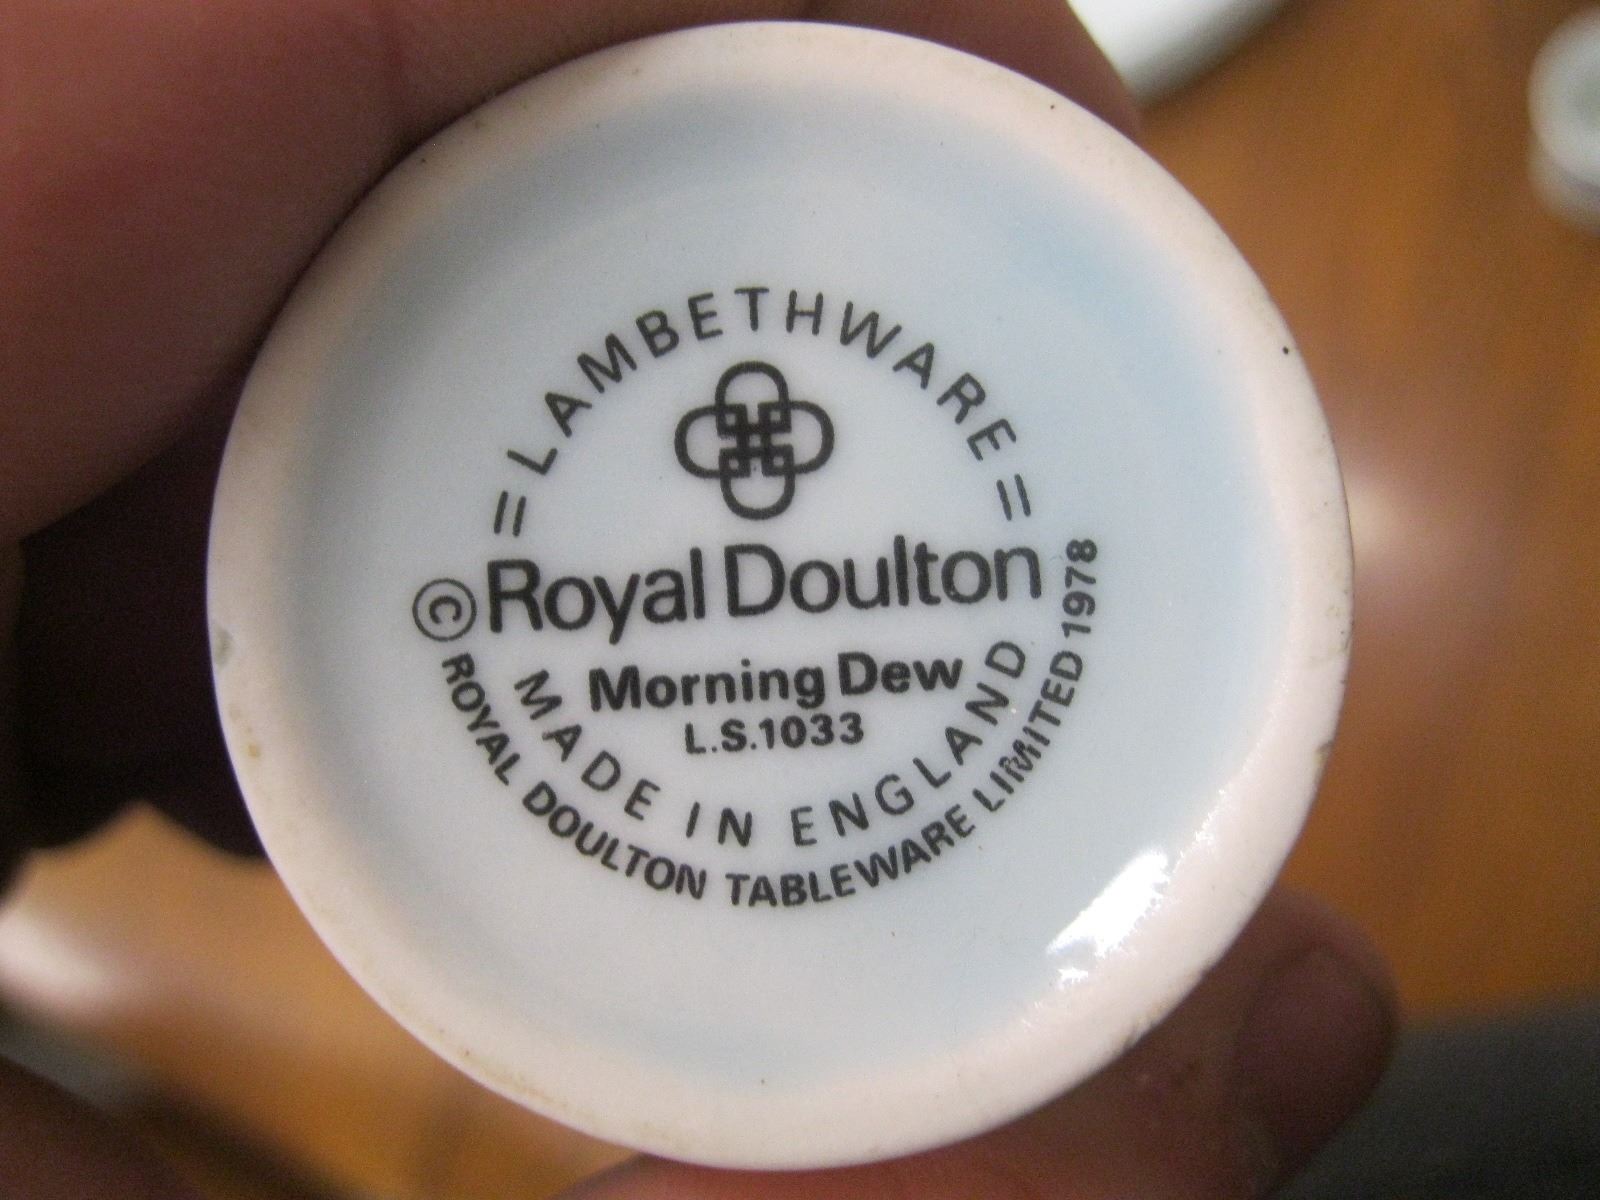 = LAMBETHWARE =
Royal Doulton
Morning Dew
L.S.1033
MADE IN ENGLAND
© ROYAL DOULTON TABLEWARE LIMITED 1978